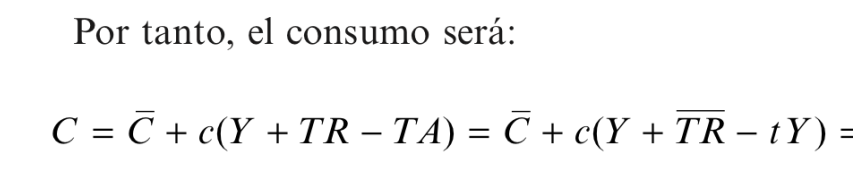 Por tanto, el consumo será:
C = C̅ + c(Y + TR – TA) = C̅ + c(Y + T̅R̅ – tY) =